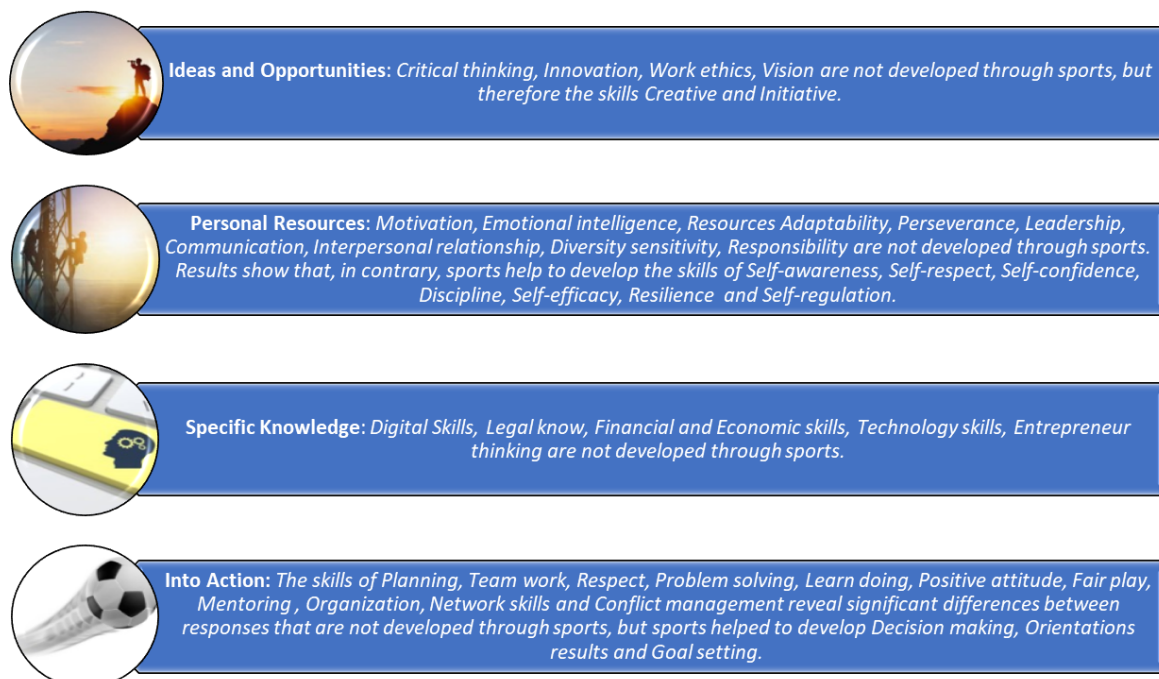 Ideas and Opportunities: Critical thinking, Innovation, Work ethics, Vision are not developed through sports, but
therefore the skills Creative and Initiative.
Personal Resources: Motivation, Emotional intelligence, Resources Adaptability, Perseverance, Leadership,
Communication, Interpersonal relationship, Diversity sensitivity, Responsibility are not developed through sports.
Results show that, in contrary, sports help to develop the skills of Self-awareness, Self-respect, Self-confidence,
Discipline, Self-efficacy, Resilience and Self-regulation.
Specific Knowledge: Digital Skills, Legal know, Financial and Economic skills, Technology skills, Entrepreneur
thinking are not developed through sports.
Into Action: The skills of Planning, Team work, Respect, Problem solving, Learn doing, Positive attitude, Fair play,
Mentoring , Organization, Network skills and Conflict management reveal significant differences between
responses that are not developed through sports, but sports helped to develop Decision making, Orientations
results and Goal setting.